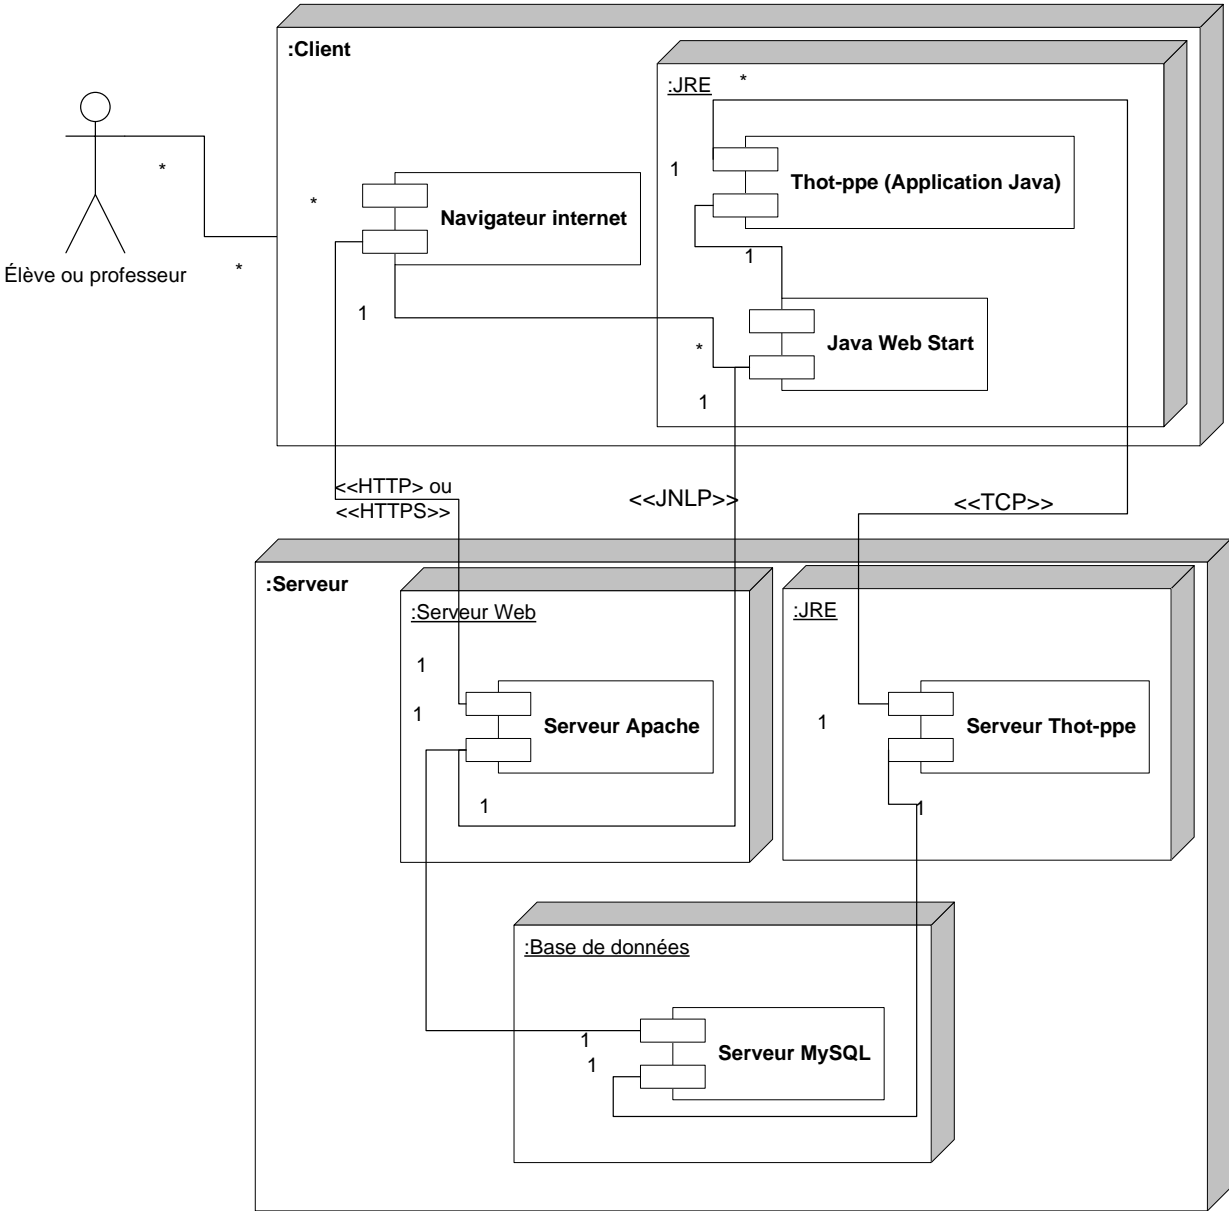 :Client
:JRE
*
*
1
Thot-ppe (Application Java)
*
Navigateur internet
1
*
Élève ou professeur
1
*
Java Web Start
1
<<HTTP> ou
<<HTTPS>>
<<JNLP>>
<<TCP>>
:Serveur
:Serveur Web
:JRE
1
1
Serveur Apache
1
Serveur Thot-ppe
1
1
:Base de données
1
1
Serveur MySQL